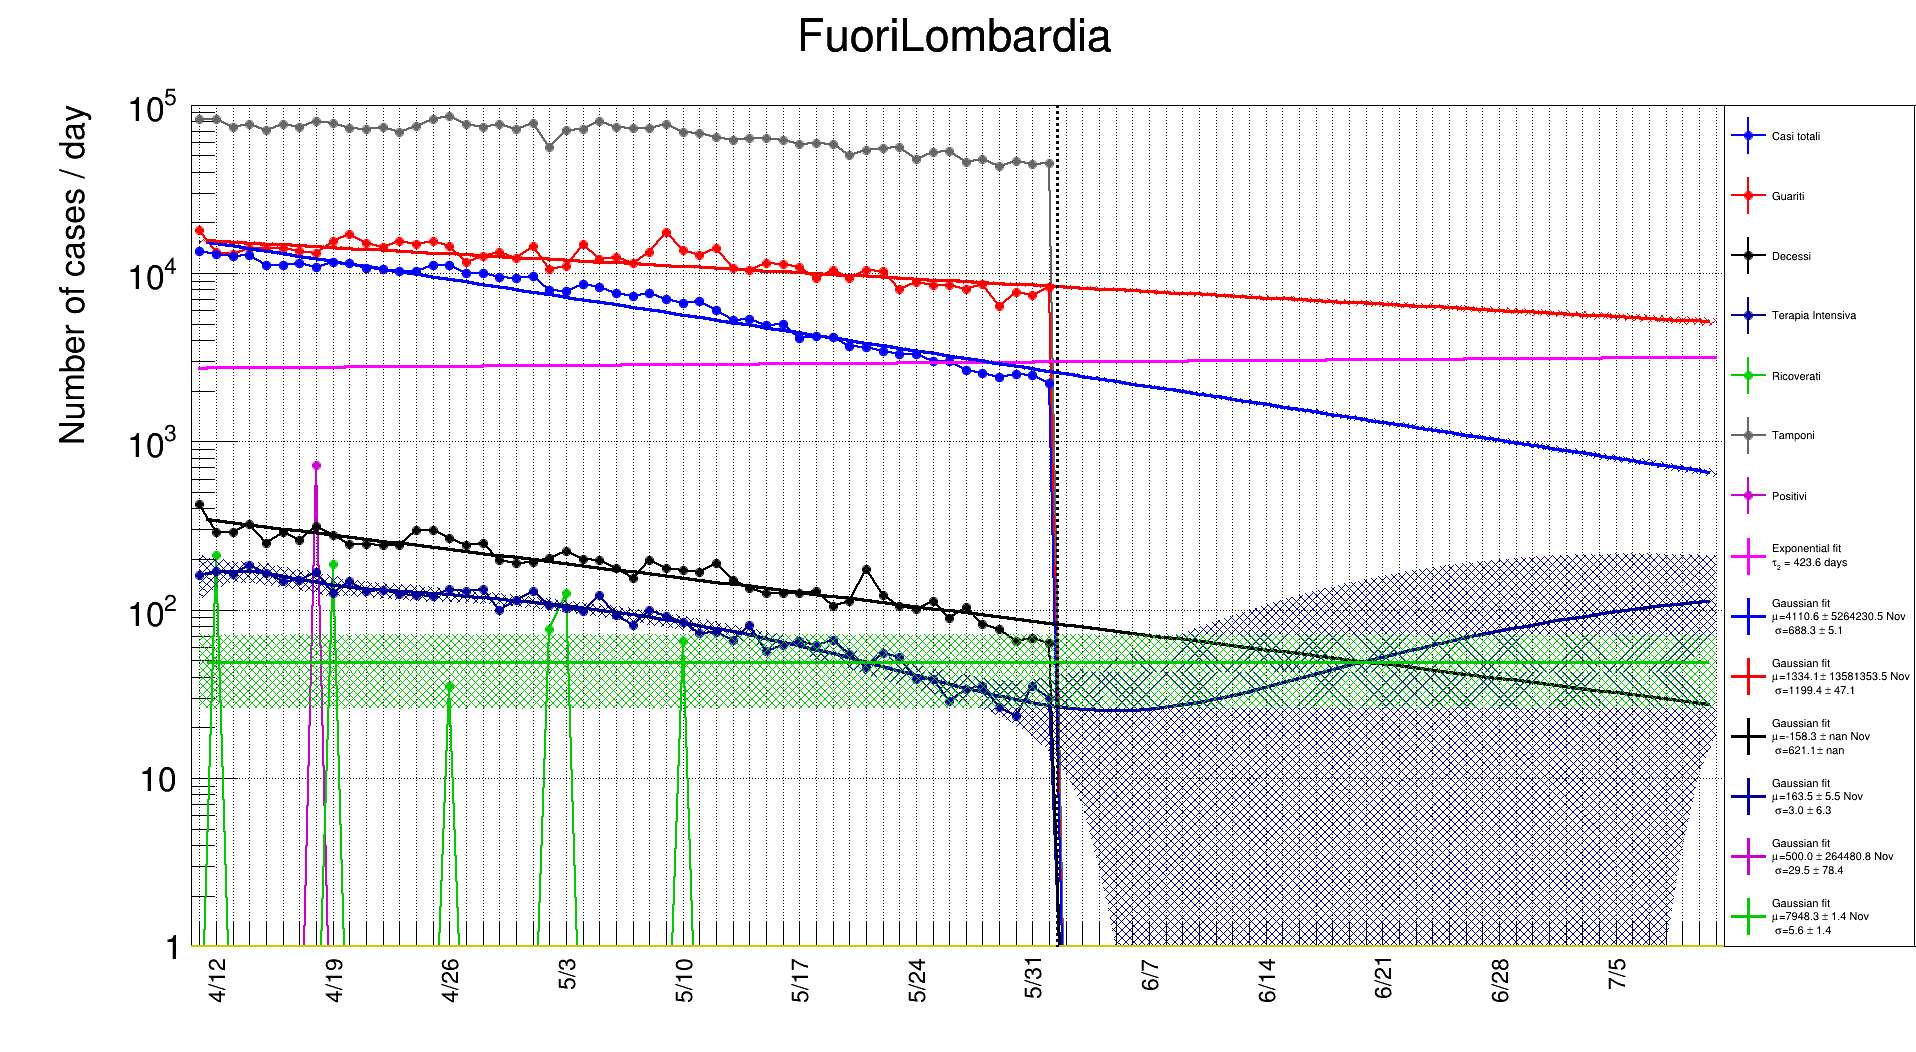 FuoriLombardia
Number of cases / day
10^5
10^4
10^3
10^2
10
1
4/12
4/19
4/26
5/3
5/10
5/17
5/24
5/31
6/7
6/14
6/21
6/28
7/5
Casi totali
Guariti
Decessi
Terapia Intensiva
Ricoverati
Tamponi
Positivi
Exponential fit
τ₂ = 423.6 days
Gaussian fit
μ=4110.6 ± 5264230.5 Nov
σ=688.3 ± 5.1
Gaussian fit
μ=1334.1 ± 13581353.5 Nov
σ=1199.4 ± 47.1
Gaussian fit
μ=-158.3 ± nan Nov
σ=621.1 ± nan
Gaussian fit
μ=163.5 ± 5.5 Nov
σ=3.0 ± 6.3
Gaussian fit
μ=500.0 ± 264480.8 Nov
σ=29.5 ± 78.4
Gaussian fit
μ=7948.3 ± 1.4 Nov
σ=5.6 ± 1.4